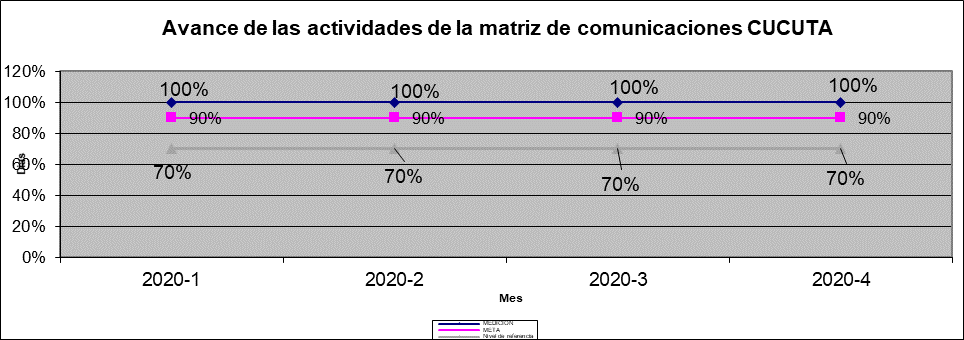 Avance de las actividades de la matriz de comunicaciones CUCUTA
120%
100%
80%
60%
40%
20%
0%
Días
100% 100% 100% 100%
90% 90% 90% 90%
70% 70% 70% 70%
2020-1 2020-2 2020-3 2020-4
Mes
MEDICION
META
Nivel de referencia